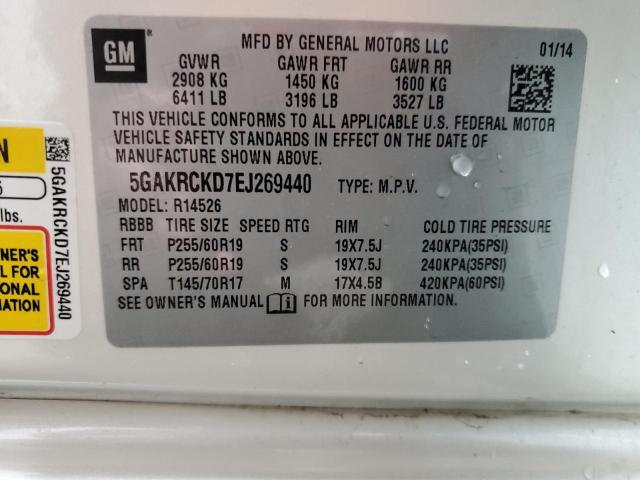 GM
MFD BY GENERAL MOTORS LLC 01/14
GVWR GAWR FRT GAWR RR
2908 KG 1450 KG 1600 KG
6411 LB 3196 LB 3527 LB
THIS VEHICLE CONFORMS TO ALL APPLICABLE U.S. FEDERAL MOTOR
VEHICLE SAFETY STANDARDS IN EFFECT ON THE DATE OF
MANUFACTURE SHOWN ABOVE.
5GAKRCKD7EJ269440 TYPE: M.P.V.
MODEL: R14526
RBBB TIRE SIZE SPEED RTG RIM COLD TIRE PRESSURE
FRT P255/60R19 S 19X7.5J 240KPA(35PSI)
RR P255/60R19 S 19X7.5J 240KPA(35PSI)
SPA T145/70R17 M 17X4.5B 420KPA(60PSI)
SEE OWNER'S MANUAL FOR MORE INFORMATION.
N
lbs.
WNER'S
L FOR
ONAL
MATION
5GAKRCKD7EJ269440